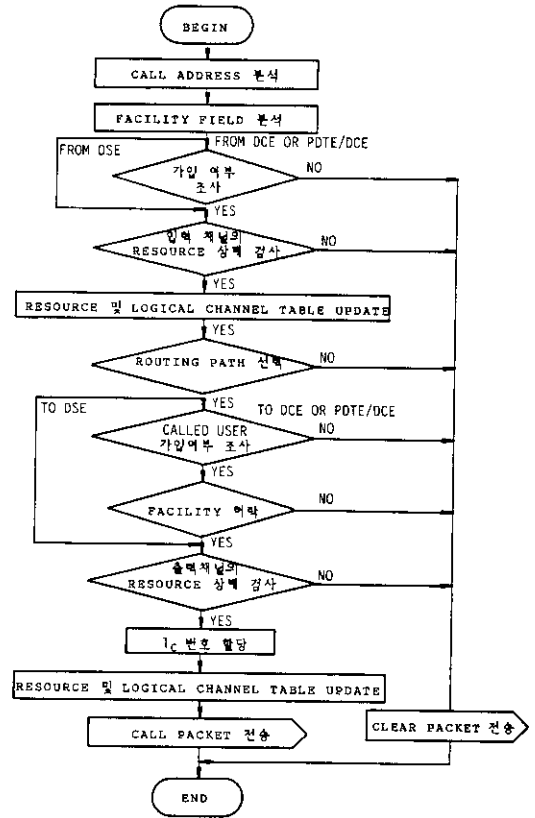 BEGIN
CALL ADDRESS 분석
FACILITY FIELD 분석
FROM DSE
FROM DCE OR PDTE/DCE
가입 여부
조사
NO
YES
입력 채널의
RESOURCE 상태 검사
NO
YES
RESOURCE 및 LOGICAL CHANNEL TABLE UPDATE
YES
ROUTING PATH 선택
NO
TO DSE
YES
TO DCE OR PDTE/DCE
CALLED USER
가입여부 조사
NO
YES
FACILITY 허락
NO
YES
출력채널의
RESOURCE 상태 검사
NO
YES
lC 번호 할당
RESOURCE 및 LOGICAL CHANNEL TABLE UPDATE
CALL PACKET 전송
CLEAR PACKET 전송
END